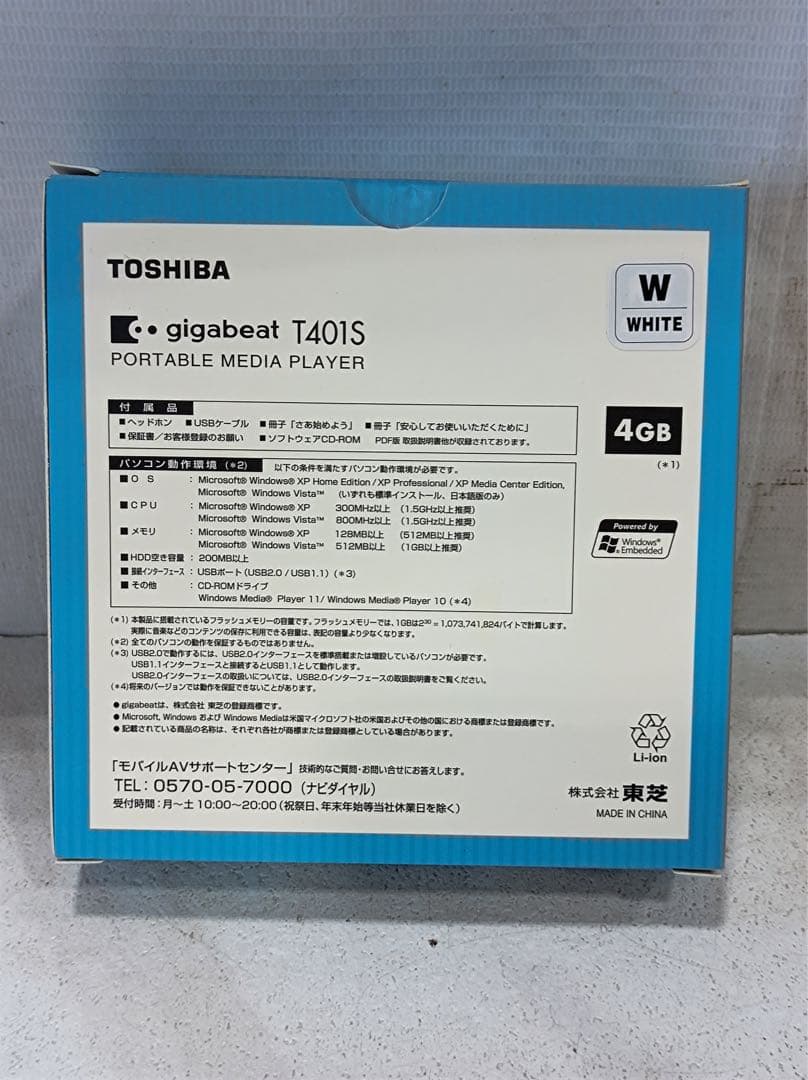 TOSHIBA
W
WHITE
gigabeat T401S
PORTABLE MEDIA PLAYER
付属品
■ヘッドホン ■USBケーブル ■冊子「さあ始めよう」 ■冊子「安心してお使いいただくために」
■保証書/お客様登録のお願い ■ソフトウェアCD-ROM PDF版 取扱説明書他が収録されております。
4GB
(*1)
パソコン動作環境 (*2) 以下の条件を満たすパソコン動作環境が必要です。
■OS : Microsoft® Windows® XP Home Edition / XP Professional / XP Media Center Edition,
Microsoft® Windows Vista™ (いずれも標準インストール、日本語版のみ)
■CPU : Microsoft® Windows® XP 300MHz以上 (1.5GHz以上推奨)
Microsoft® Windows Vista™ 800MHz以上 (1.5GHz以上推奨)
■メモリ : Microsoft® Windows® XP 128MB以上 (512MB以上推奨)
Microsoft® Windows Vista™ 512MB以上 (1GB以上推奨)
■HDD空き容量 : 200MB以上
■接続インターフェース : USBポート (USB2.0 / USB1.1) (*3)
■その他 : CD-ROMドライブ
Windows Media® Player 11/ Windows Media® Player 10 (*4)
Powered by
Windows®
Embedded
(*1) 本製品に搭載されているフラッシュメモリーの容量です。フラッシュメモリーでは、1GBは2³⁰ = 1,073,741,824バイトで計算します。
実際に音楽などのコンテンツの保存に利用できる容量は、表記の容量より少なくなります。
(*2) 全てのパソコンの動作を保証するものではありません。
(*3) USB2.0で動作するには、USB2.0インターフェースを標準搭載または増設しているパソコンが必要です。
USB1.1インターフェースと接続するとUSB1.1として動作します。
USB2.0インターフェースの取扱いについては、USB2.0インターフェースの取扱説明書をご覧ください。
(*4)将来のバージョンでは動作を保証できないことがあります。
●gigabeatは、株式会社 東芝の登録商標です。
●Microsoft, Windows および Windows Mediaは米国マイクロソフト社の米国およびその他の国における商標または登録商標です。
●記載されている商品の名称は、それぞれ各社が商標または登録商標としている場合があります。
Li-ion
「モバイルAVサポートセンター」技術的なご質問・お問い合せにお答えします。
TEL: 0570-05-7000 (ナビダイヤル)
受付時間:月〜土 10:00〜20:00(祝祭日、年末年始等当社休業日を除く)
株式会社 東芝
MADE IN CHINA